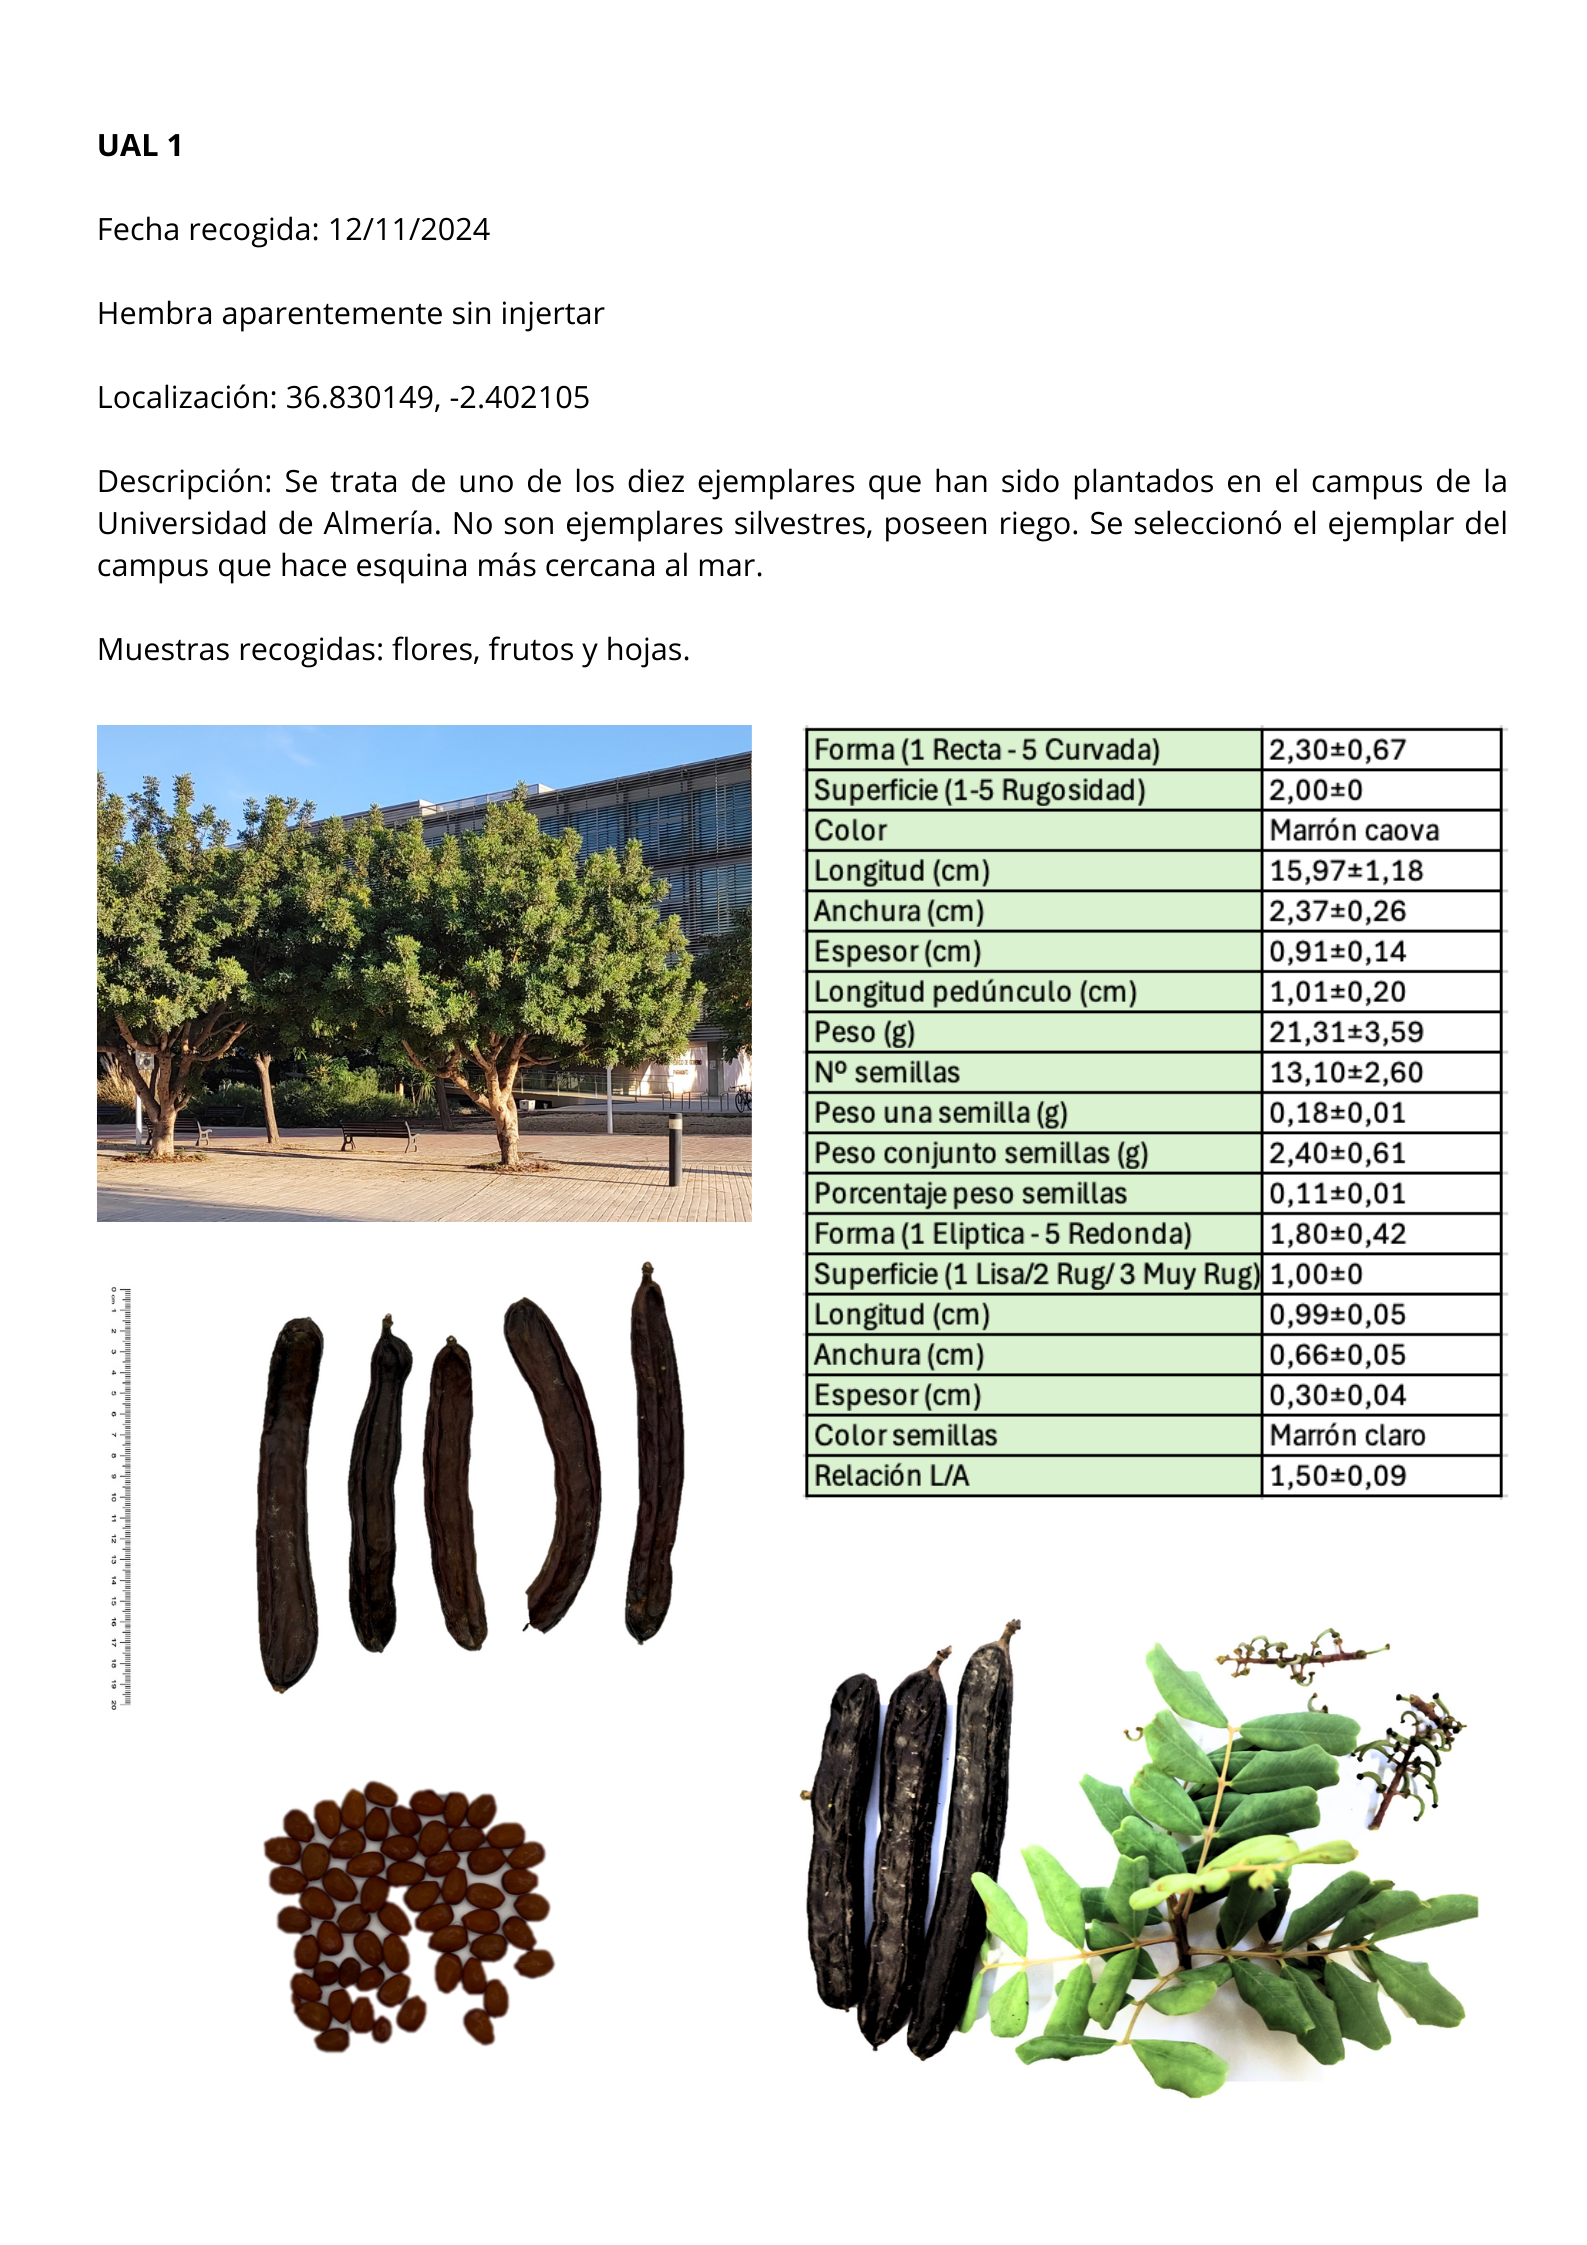 UAL 1
Fecha recogida: 12/11/2024
Hembra aparentemente sin injertar
Localización: 36.830149, -2.402105
Descripción: Se trata de uno de los diez ejemplares que han sido plantados en el campus de la
Universidad de Almería. No son ejemplares silvestres, poseen riego. Se seleccionó el ejemplar del
campus que hace esquina más cercana al mar.
Muestras recogidas: flores, frutos y hojas.
Forma (1 Recta - 5 Curvada) 2,30±0,67
Superficie (1-5 Rugosidad) 2,00±0
Color Marrón caova
Longitud (cm) 15,97±1,18
Anchura (cm) 2,37±0,26
Espesor (cm) 0,91±0,14
Longitud pedúnculo (cm) 1,01±0,20
Peso (g) 21,31±3,59
Nº semillas 13,10±2,60
Peso una semilla (g) 0,18±0,01
Peso conjunto semillas (g) 2,40±0,61
Porcentaje peso semillas 0,11±0,01
Forma (1 Eliptica - 5 Redonda) 1,80±0,42
Superficie (1 Lisa/2 Rug/ 3 Muy Rug) 1,00±0
Longitud (cm) 0,99±0,05
Anchura (cm) 0,66±0,05
Espesor (cm) 0,30±0,04
Color semillas Marrón claro
Relación L/A 1,50±0,09
0 cm 1
2
3
4
5
6
7
8
9
10
11
12
13
14
15
16
17
18
19
20